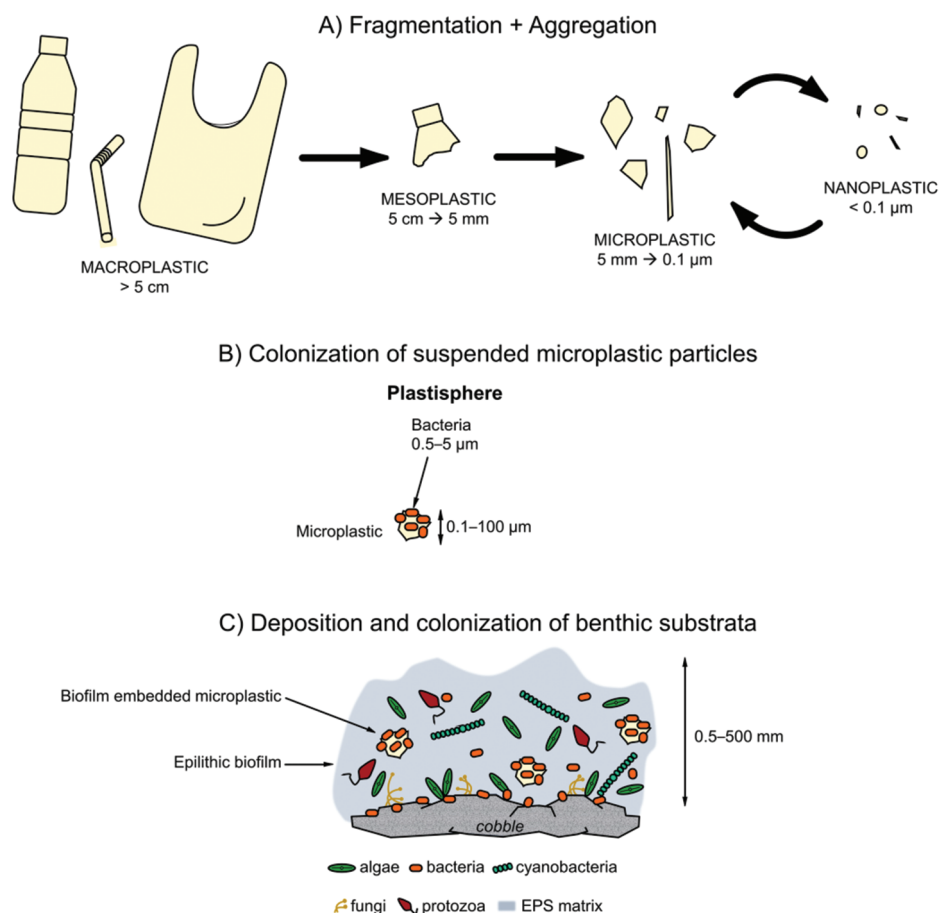 A) Fragmentation + Aggregation
MACROPLASTIC
> 5 cm
MESOPLASTIC
5 cm → 5 mm
MICROPLASTIC
5 mm → 0.1 µm
NANOPLASTIC
< 0.1 µm
B) Colonization of suspended microplastic particles
Plastisphere
Bacteria
0.5–5 µm
Microplastic
0.1–100 µm
C) Deposition and colonization of benthic substrata
Biofilm embedded microplastic
Epilithic biofilm
0.5–500 mm
cobble
algae bacteria cyanobacteria
fungi protozoa EPS matrix